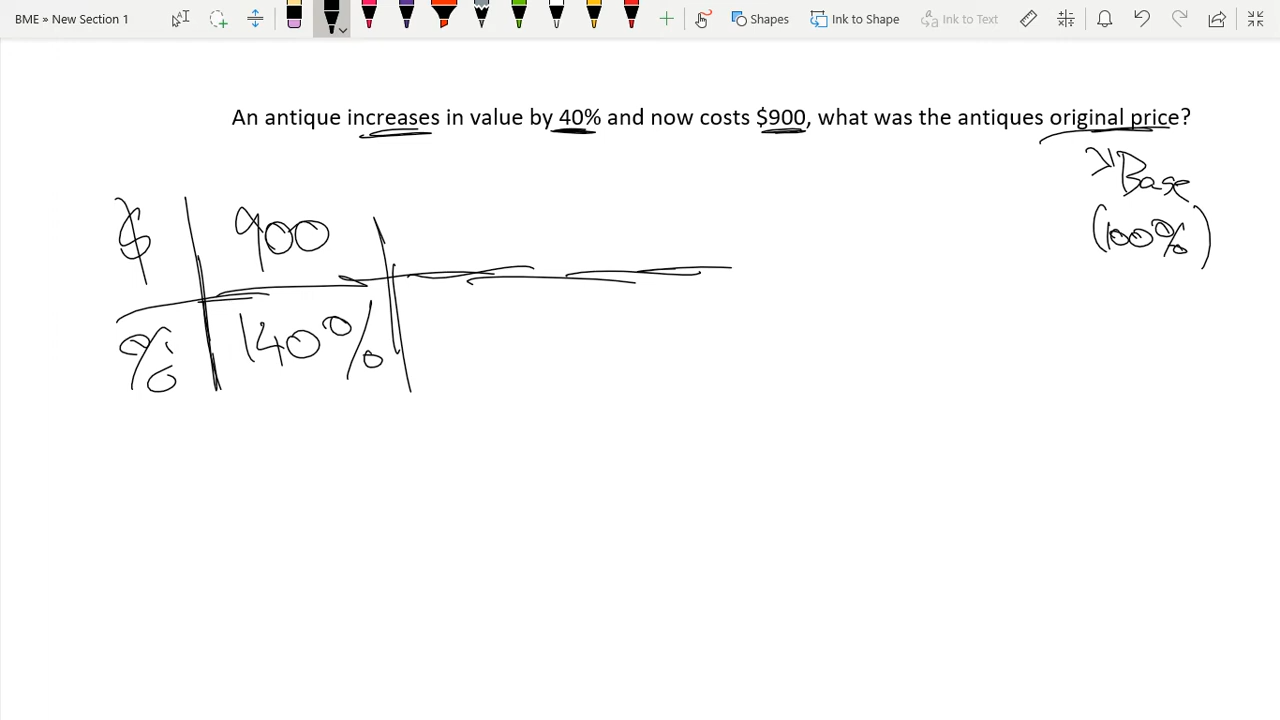 BME » New Section 1
Shapes
Ink to Shape
Ink to Text
An antique increases in value by 40% and now costs $900, what was the antiques original price?
Base
(100%)
$ 900
% 140%